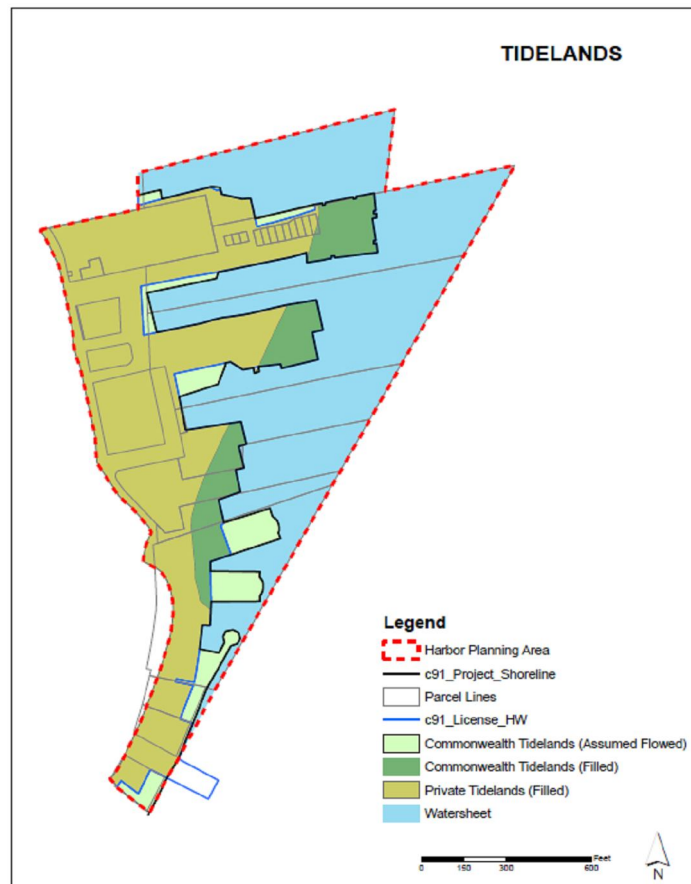 TIDELANDS
Legend
Harbor Planning Area
c91_Project_Shoreline
Parcel Lines
c91_License_HW
Commonwealth Tidelands (Assumed Flowed)
Commonwealth Tidelands (Filled)
Private Tidelands (Filled)
Watersheet
Feet
0 150 300 600
N